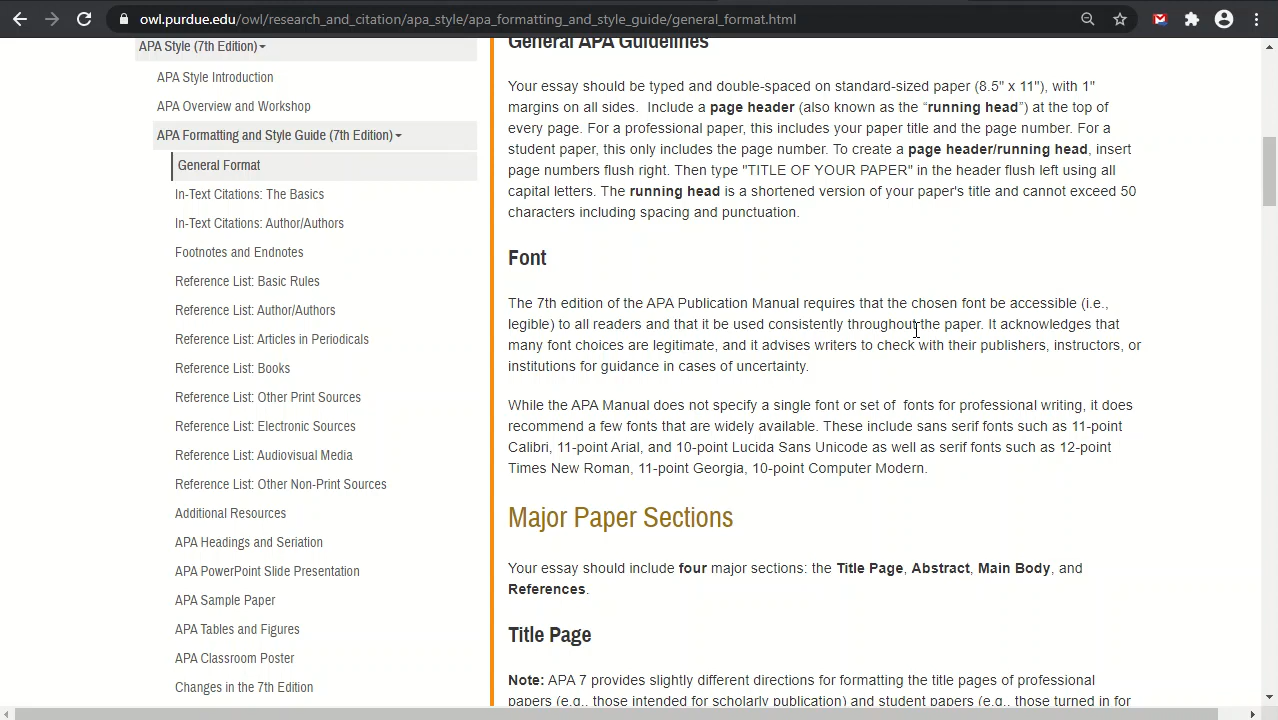 owl.purdue.edu/owl/research_and_citation/apa_style/apa_formatting_and_style_guide/general_format.html
APA Style (7th Edition)
APA Style Introduction
APA Overview and Workshop
APA Formatting and Style Guide (7th Edition)
General Format
In-Text Citations: The Basics
In-Text Citations: Author/Authors
Footnotes and Endnotes
Reference List: Basic Rules
Reference List: Author/Authors
Reference List: Articles in Periodicals
Reference List: Books
Reference List: Other Print Sources
Reference List: Electronic Sources
Reference List: Audiovisual Media
Reference List: Other Non-Print Sources
Additional Resources
APA Headings and Seriation
APA PowerPoint Slide Presentation
APA Sample Paper
APA Tables and Figures
APA Classroom Poster
Changes in the 7th Edition
General APA Guidelines
Your essay should be typed and double-spaced on standard-sized paper (8.5" x 11"), with 1"
margins on all sides.  Include a page header (also known as the “running head”) at the top of
every page. For a professional paper, this includes your paper title and the page number. For a
student paper, this only includes the page number. To create a page header/running head, insert
page numbers flush right. Then type "TITLE OF YOUR PAPER" in the header flush left using all
capital letters. The running head is a shortened version of your paper's title and cannot exceed 50
characters including spacing and punctuation.
Font
The 7th edition of the APA Publication Manual requires that the chosen font be accessible (i.e.,
legible) to all readers and that it be used consistently throughout the paper. It acknowledges that
many font choices are legitimate, and it advises writers to check with their publishers, instructors, or
institutions for guidance in cases of uncertainty.
While the APA Manual does not specify a single font or set of  fonts for professional writing, it does
recommend a few fonts that are widely available. These include sans serif fonts such as 11-point
Calibri, 11-point Arial, and 10-point Lucida Sans Unicode as well as serif fonts such as 12-point
Times New Roman, 11-point Georgia, 10-point Computer Modern.
Major Paper Sections
Your essay should include four major sections: the Title Page, Abstract, Main Body, and
References.
Title Page
Note: APA 7 provides slightly different directions for formatting the title pages of professional
papers (e.g., those intended for scholarly publication) and student papers (e.g., those turned in for